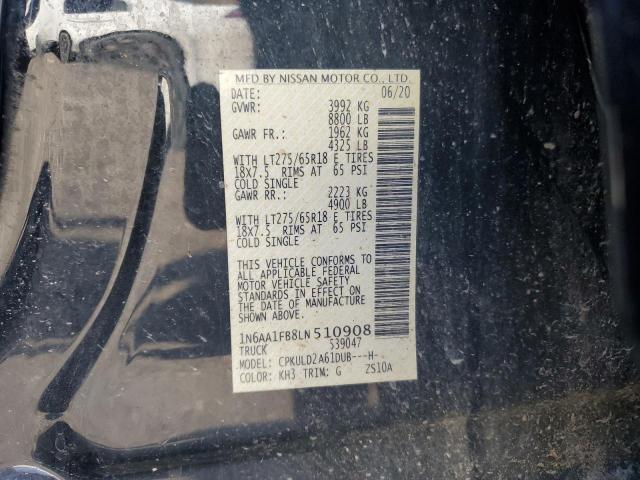 MFD BY NISSAN MOTOR CO., LTD.
DATE: 06/20
GVWR: 3992 KG
8800 LB
GAWR FR.: 1962 KG
4325 LB
WITH LT275/65R18 E TIRES
18X7.5 RIMS AT 65 PSI
COLD SINGLE
GAWR RR.: 2223 KG
4900 LB
WITH LT275/65R18 E TIRES
18X7.5 RIMS AT 65 PSI
COLD SINGLE
THIS VEHICLE CONFORMS TO
ALL APPLICABLE FEDERAL
MOTOR VEHICLE SAFETY
STANDARDS IN EFFECT ON
THE DATE OF MANUFACTURE
SHOWN ABOVE.
1N6AA1FB8LN510908
TRUCK 539047
MODEL: CPKULD2A61DUB---H-
COLOR: KH3 TRIM: G ZS10A